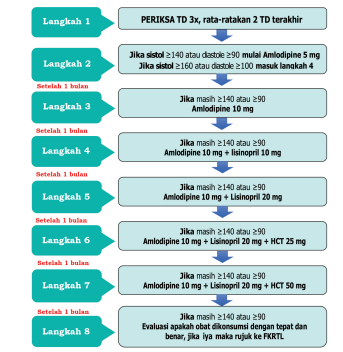 Langkah 1
PERIKSA TD 3x, rata-ratakan 2 TD terakhir
Langkah 2
Jika sistol ≥140 atau diastole ≥90 mulai Amlodipine 5 mg
Jika sistol ≥160 atau diastole ≥100 masuk langkah 4
Setelah 1 bulan
Langkah 3
Jika masih ≥140 atau ≥90
Amlodipine 10 mg
Setelah 1 bulan
Langkah 4
Jika masih ≥140 atau ≥90
Amlodipine 10 mg + lisinopril 10 mg
Setelah 1 bulan
Langkah 5
Jika masih ≥140 atau ≥90
Amlodipine 10 mg + Lisinopril 20 mg
Setelah 1 bulan
Langkah 6
Jika masih ≥140 atau ≥90
Amlodipine 10 mg + Lisinopril 20 mg + HCT 25 mg
Setelah 1 bulan
Langkah 7
Jika masih ≥140 atau ≥90
Amlodipine 10 mg + Lisinopril 20 mg + HCT 50 mg
Setelah 1 bulan
Langkah 8
Jika masih ≥140 atau ≥90
Evaluasi apakah obat dikonsumsi dengan tepat dan
benar, jika iya maka rujuk ke FKRTL